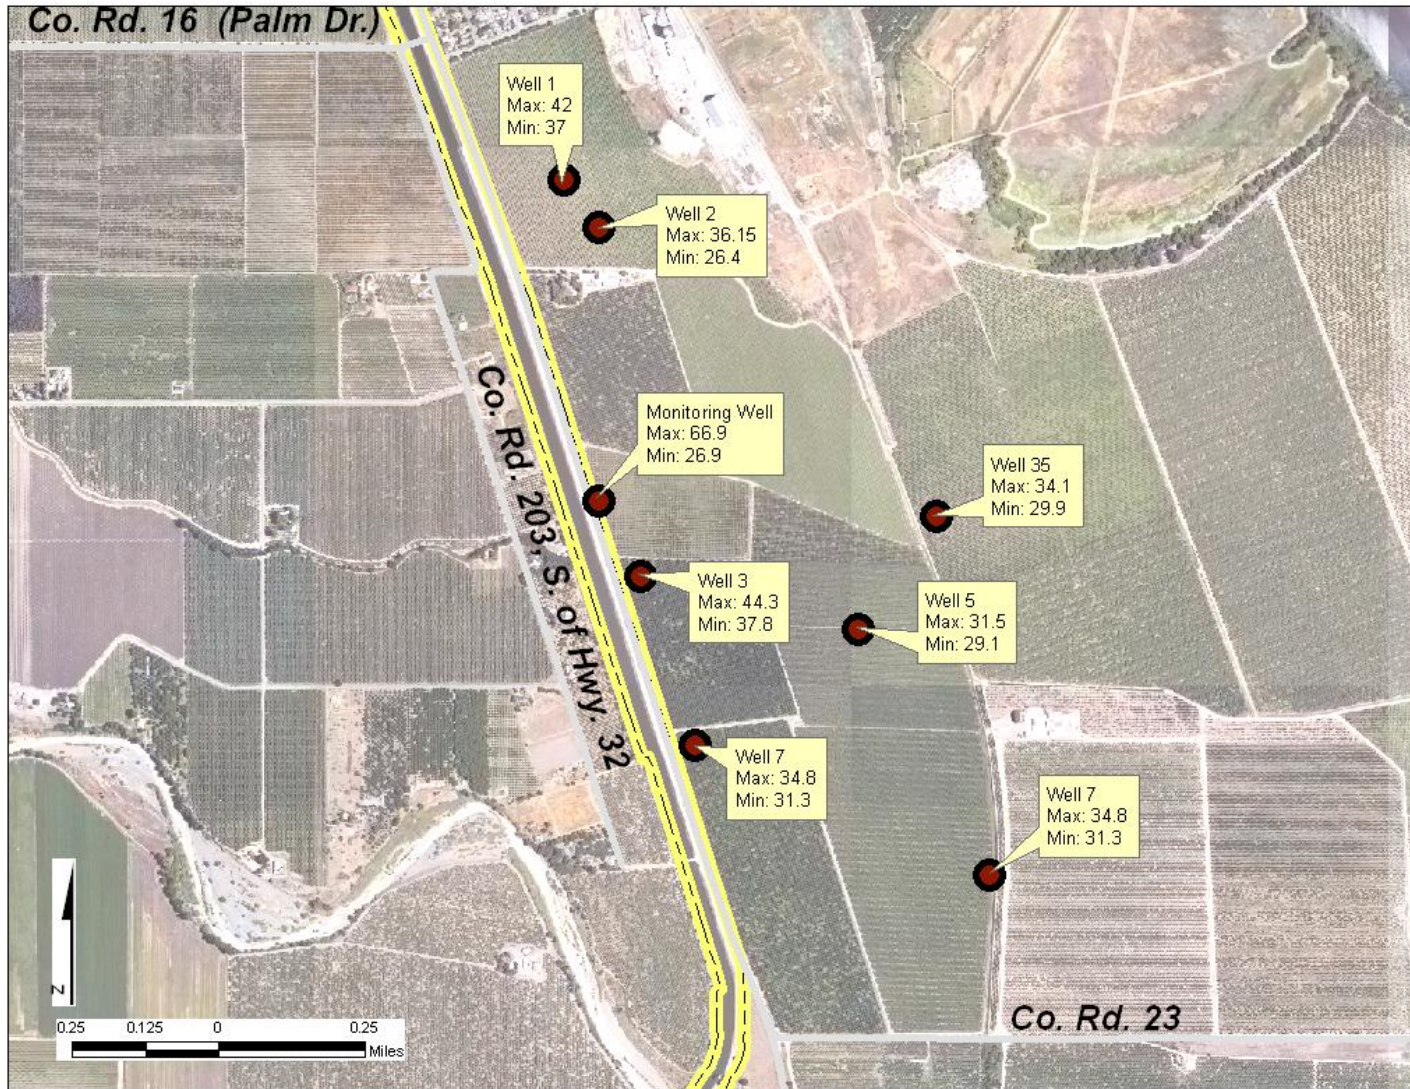 Co. Rd. 16 (Palm Dr.)
Well 1
Max: 42
Min: 37
Well 2
Max: 36.15
Min: 26.4
Co. Rd. 203, S. of Hwy. 32
Monitoring Well
Max: 66.9
Min: 26.9
Well 35
Max: 34.1
Min: 29.9
Well 3
Max: 44.3
Min: 37.8
Well 5
Max: 31.5
Min: 29.1
Well 7
Max: 34.8
Min: 31.3
Well 7
Max: 34.8
Min: 31.3
Z
Co. Rd. 23
0.25 0.125 0 0.25
Miles